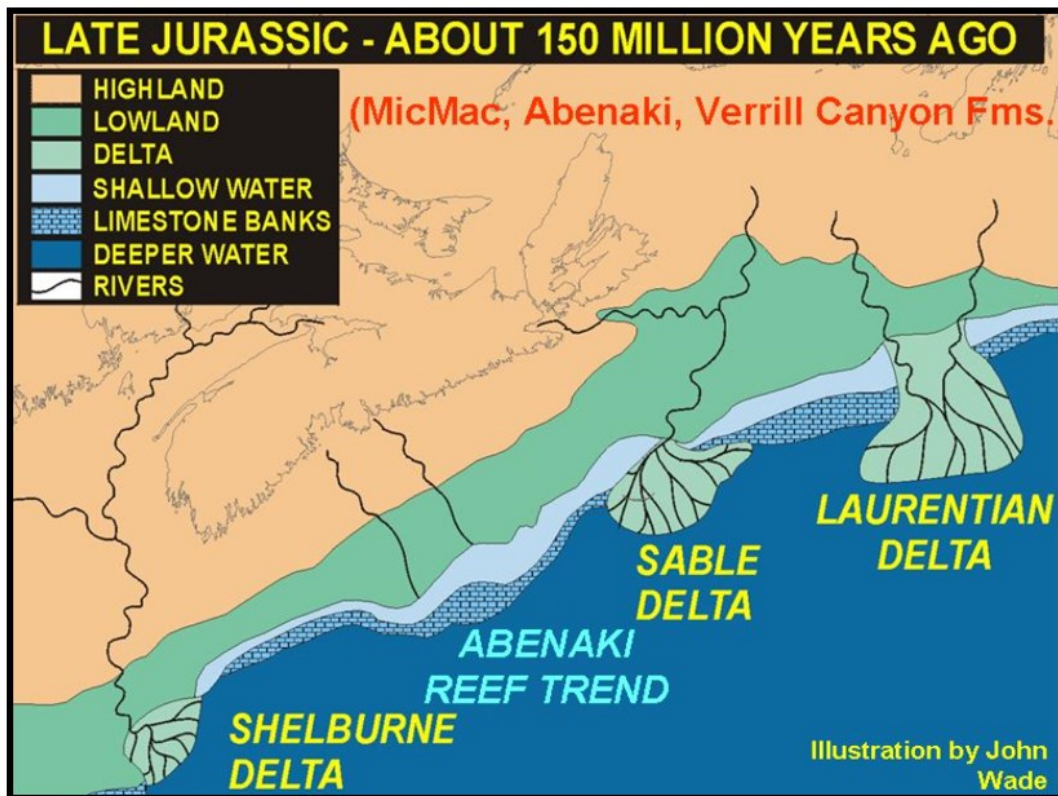 LATE JURASSIC - ABOUT 150 MILLION YEARS AGO
HIGHLAND
LOWLAND
DELTA
SHALLOW WATER
LIMESTONE BANKS
DEEPER WATER
RIVERS
(MicMac, Abenaki, Verrill Canyon Fms.
LAURENTIAN
DELTA
SABLE
DELTA
ABENAKI
REEF TREND
SHELBURNE
DELTA
Illustration by John
Wade